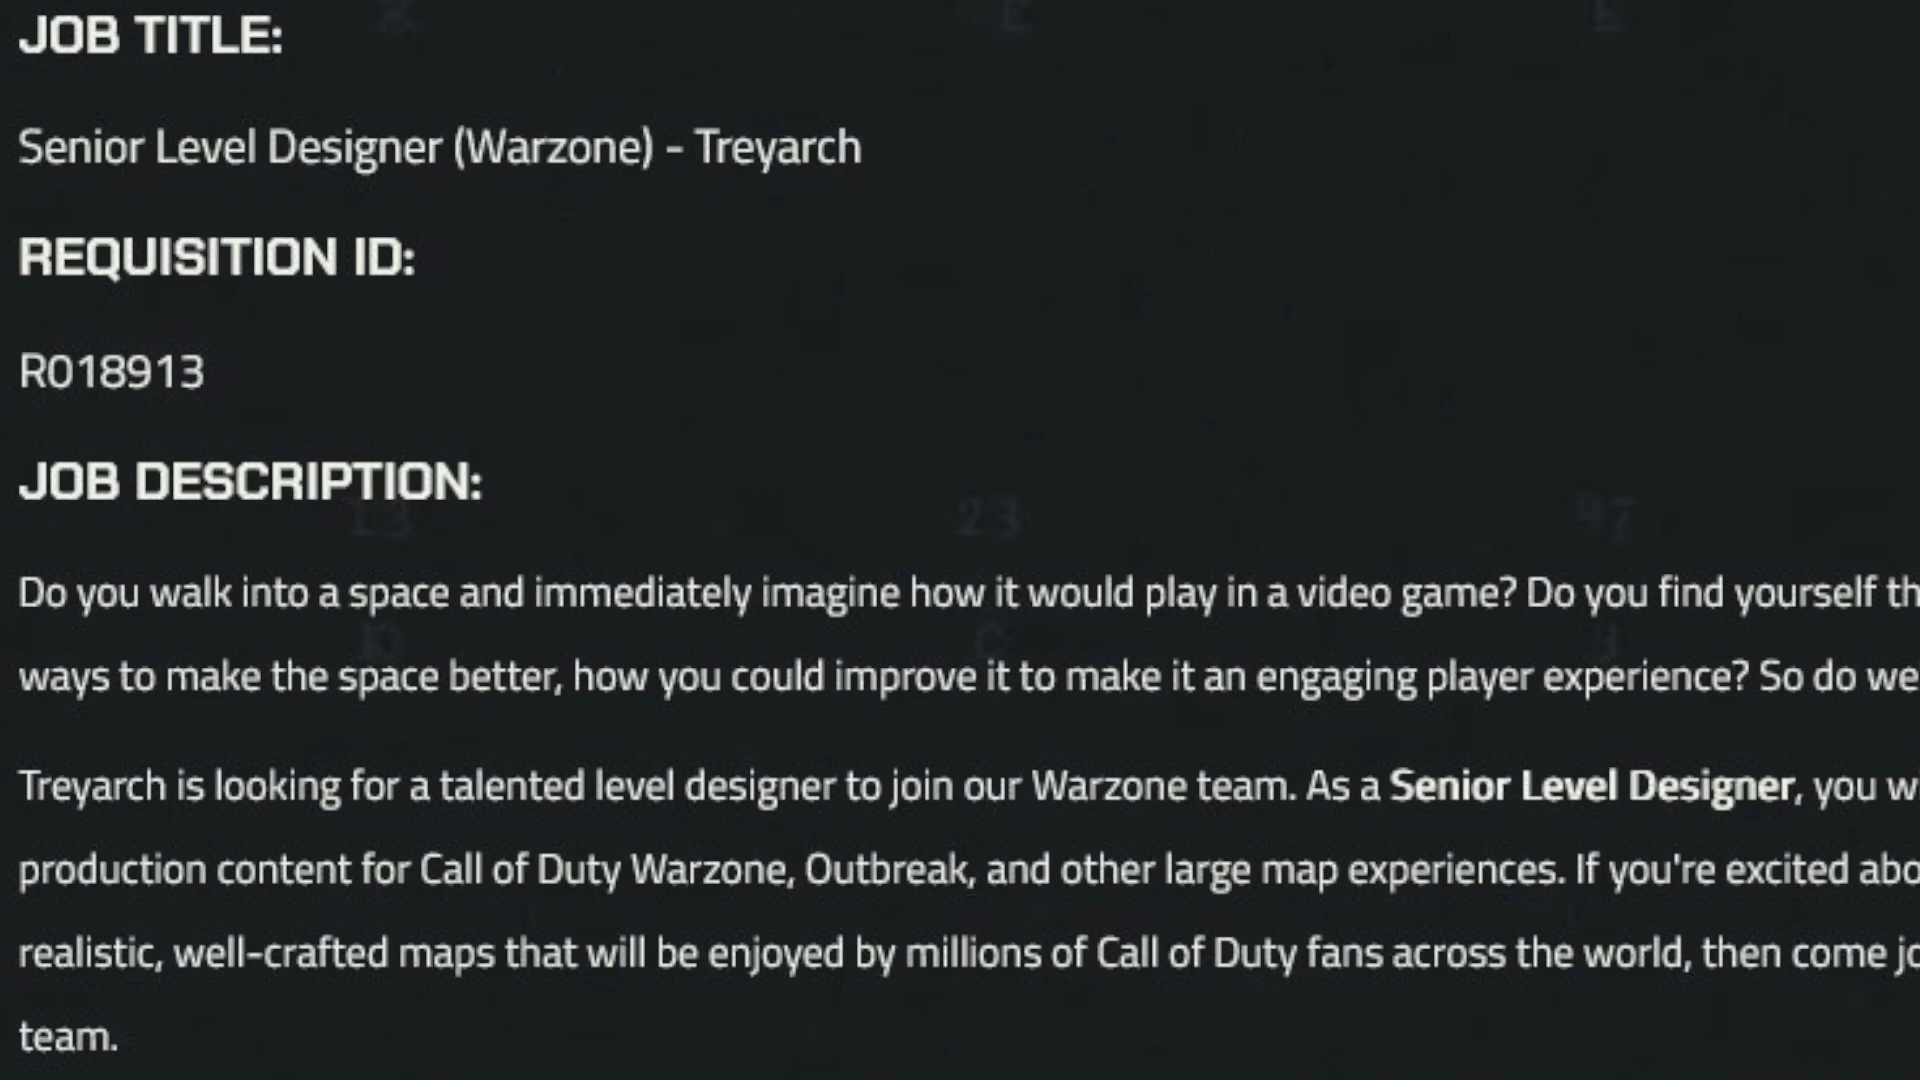 JOB TITLE:
Senior Level Designer (Warzone) - Treyarch
REQUISITION ID:
R018913
JOB DESCRIPTION:
13 23 97
Do you walk into a space and immediately imagine how it would play in a video game? Do you find yourself th
ways to make the space better, how you could improve it to make it an engaging player experience? So do we
Treyarch is looking for a talented level designer to join our Warzone team. As a Senior Level Designer, you w
production content for Call of Duty Warzone, Outbreak, and other large map experiences. If you're excited abo
realistic, well-crafted maps that will be enjoyed by millions of Call of Duty fans across the world, then come jo
team.